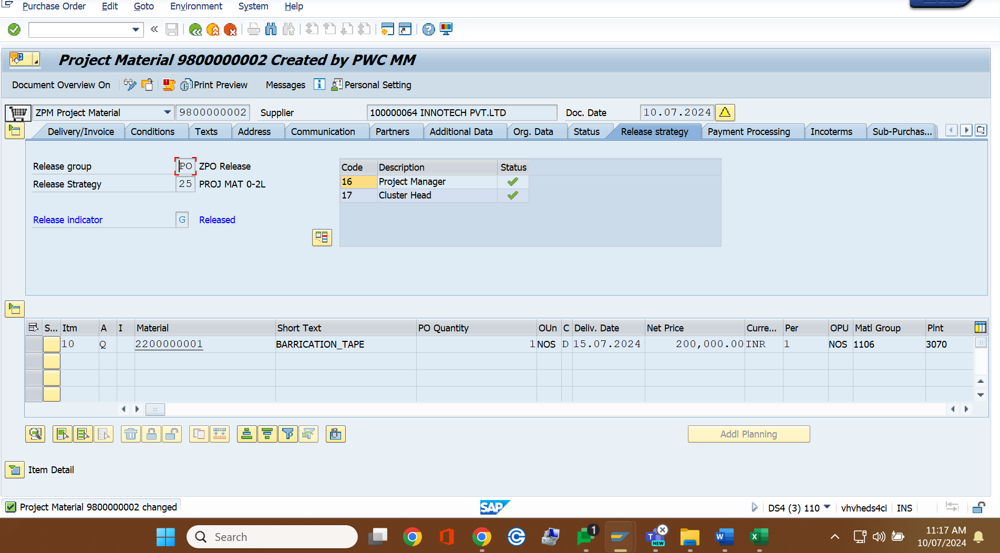 Purchase Order Edit Goto Environment System Help
Project Material 9800000002 Created by PWC MM
Document Overview On Print Preview Messages Personal Setting
ZPM Project Material 9800000002 Supplier 100000064 INNOTECH PVT.LTD Doc. Date 10.07.2024
Delivery/Invoice Conditions Texts Address Communication Partners Additional Data Org. Data Status Release strategy Payment Processing Incoterms Sub-Purchas...
Release group PO ZPO Release
Release Strategy 25 PROJ MAT 0-2L
Release indicator G Released
Code Description Status
16 Project Manager
17 Cluster Head
S... Itm A I Material Short Text PO Quantity OUn C Deliv. Date Net Price Curre... Per OPU Matl Group Plnt
10 Q 2200000001 BARRICATION_TAPE 1 NOS D 15.07.2024 200,000.00 INR 1 NOS 1106 3070
Addl Planning
Item Detail
Project Material 9800000002 changed SAP DS4 (3) 110 vhvheds4ci INS
Search 1 NEW 11:17 AM
10/07/2024